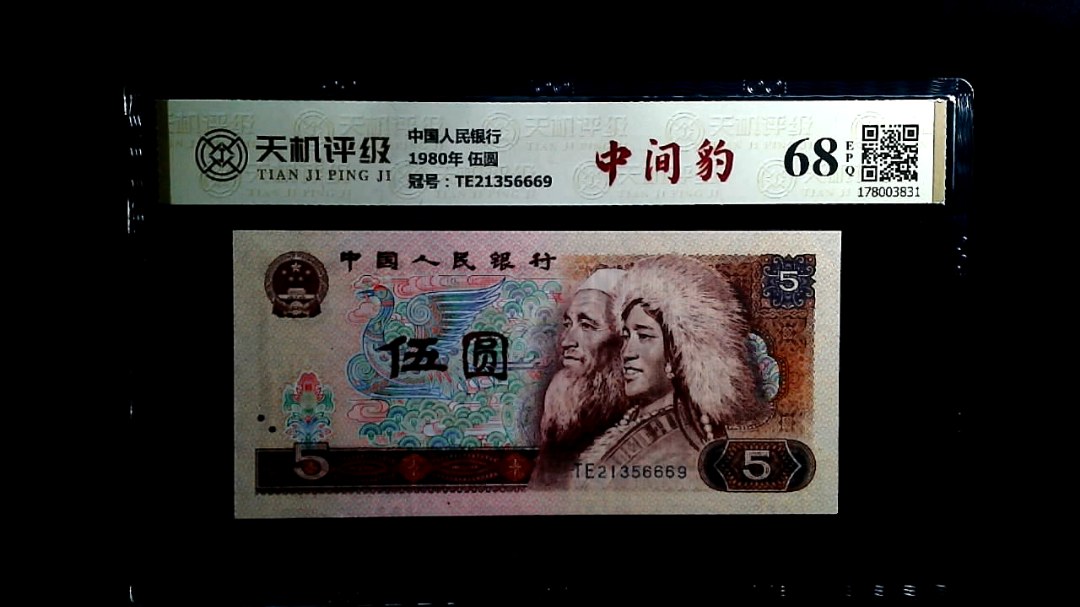 天机评级
TIAN JI PING JI
中国人民银行
1980年 伍圆
冠号：TE21356669
中间豹
68
EPQ
178003831
中国人民银行
5
伍圆
5
TE21356669
5